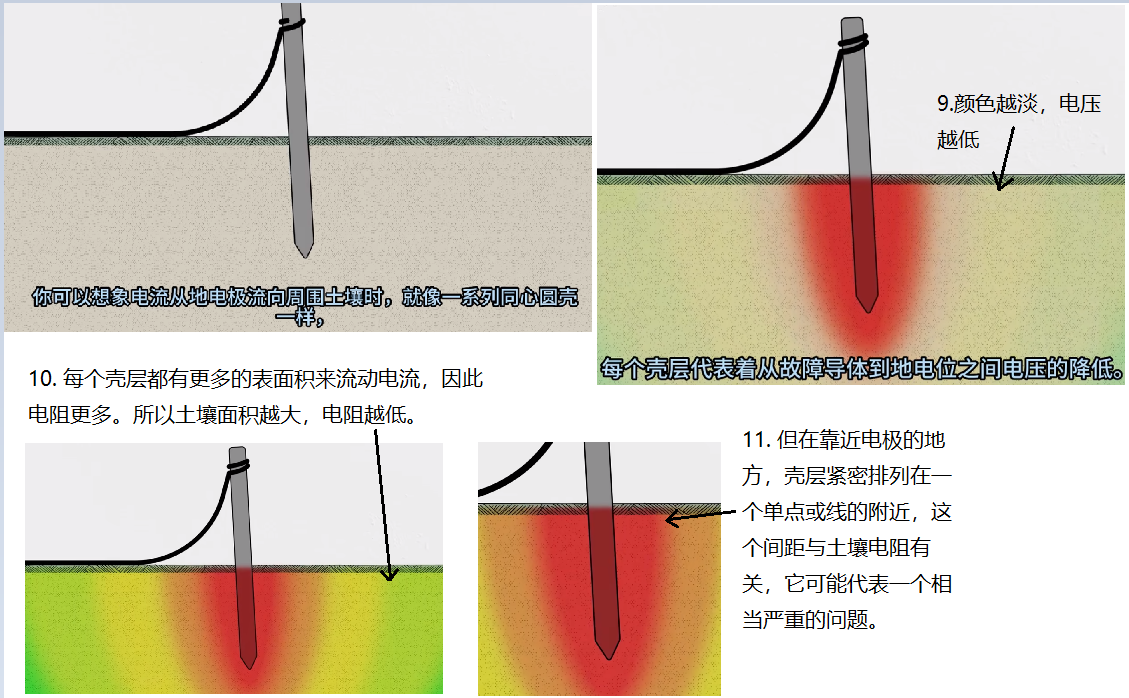 你可以想象电流从地电极流向周围土壤时，就像一系列同心圆壳
一样，
9.颜色越淡，电压
越低
每个壳层代表着从故障导体到地电位之间电压的降低。
10. 每个壳层都有更多的表面积来流动电流，因此
电阻更多。所以土壤面积越大，电阻越低。
11. 但在靠近电极的地
方，壳层紧密排列在一
个单点或线的附近，这
个间距与土壤电阻有
关，它可能代表一个相
当严重的问题。